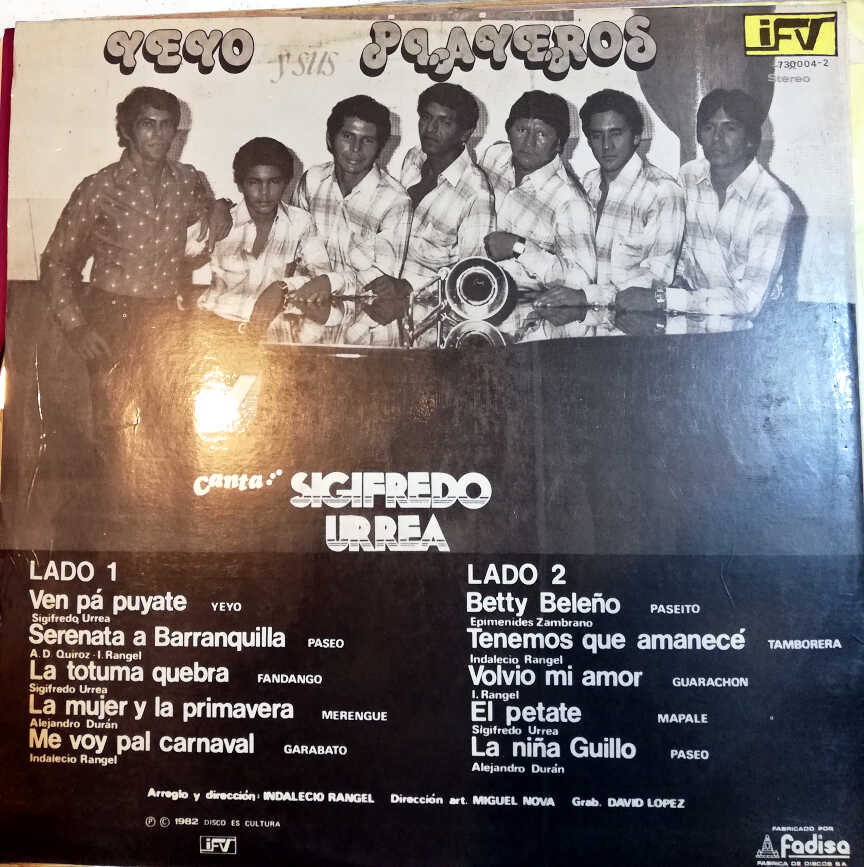 YEYO y sus PLAYEROS
iFV
730004-2
Stereo
Canta: SIGIFREDO
URREA
LADO 1
Ven pá puyate YEYO
Sigifredo Urrea
Serenata a Barranquilla PASEO
A.D Quiroz - I. Rangel
La totuma quebra FANDANGO
Sigifredo Urrea
La mujer y la primavera MERENGUE
Alejandro Durán
Me voy pal carnaval GARABATO
Indalecio Rangel
LADO 2
Betty Beleño PASEITO
Epimenides Zambrano
Tenemos que amanecé TAMBORERA
Indalecio Rangel
Volvio mi amor GUARACHON
I. Rangel
El petate MAPALE
Sigifredo Urrea
La niña Guillo PASEO
Alejandro Durán
Arreglo y dirección: INDALECIO RANGEL Dirección art. MIGUEL NOVA Grab. DAVID LOPEZ
Ⓟ © 1982 DISCO ES CULTURA
iFV
FABRICADO POR
Fadisa
FABRICA DE DISCOS SA